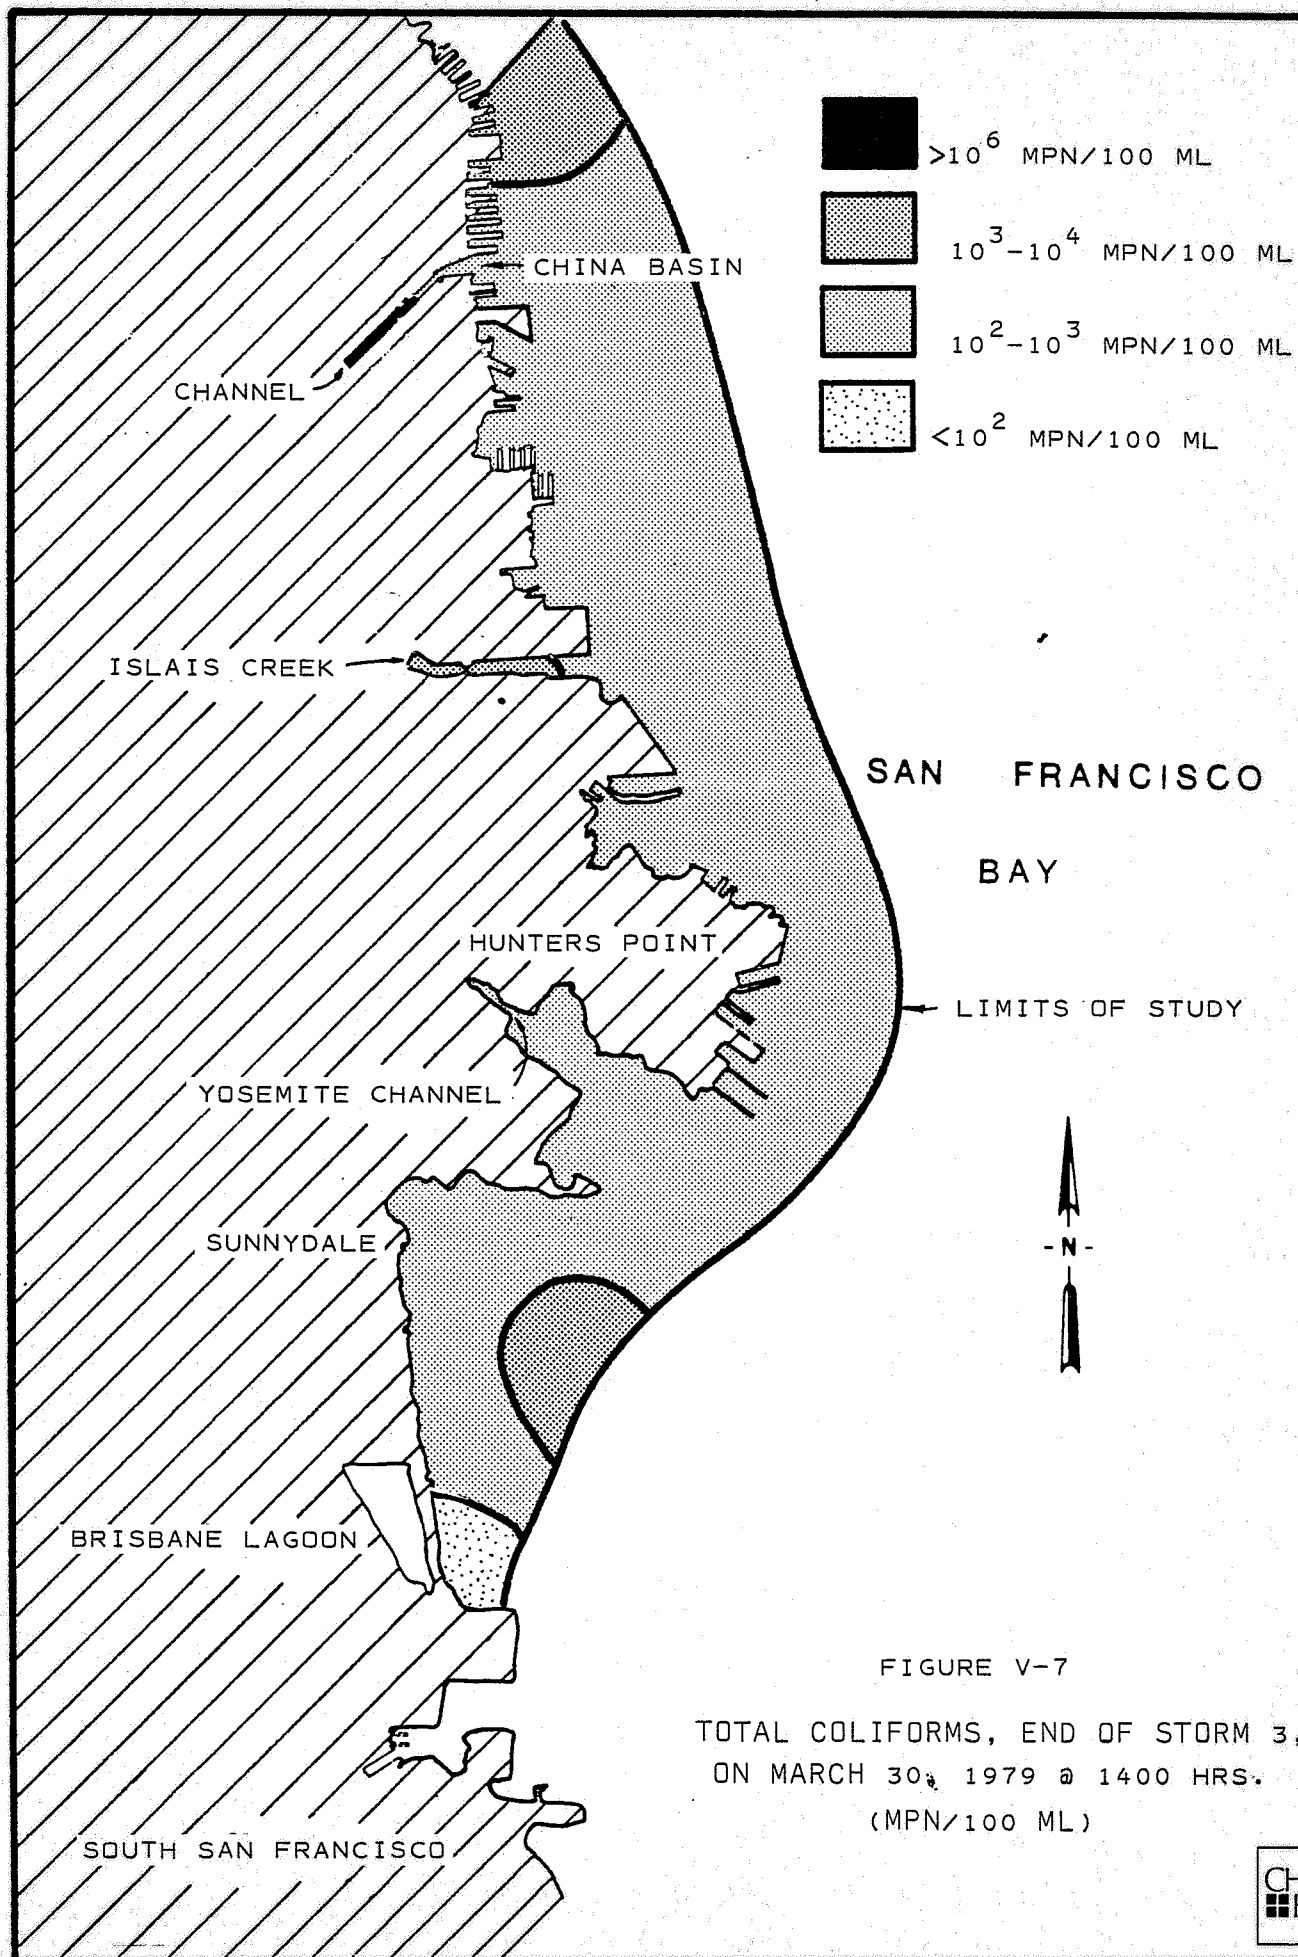 >10⁶ MPN/100 ML
10³-10⁴ MPN/100 ML
10²-10³ MPN/100 ML
<10² MPN/100 ML
CHINA BASIN
CHANNEL
ISLAIS CREEK
SAN FRANCISCO
BAY
HUNTERS POINT
LIMITS OF STUDY
YOSEMITE CHANNEL
-N-
SUNNYDALE
BRISBANE LAGOON
FIGURE V-7
TOTAL COLIFORMS, END OF STORM 3,
ON MARCH 30, 1979 @ 1400 HRS.
(MPN/100 ML)
SOUTH SAN FRANCISCO
CH